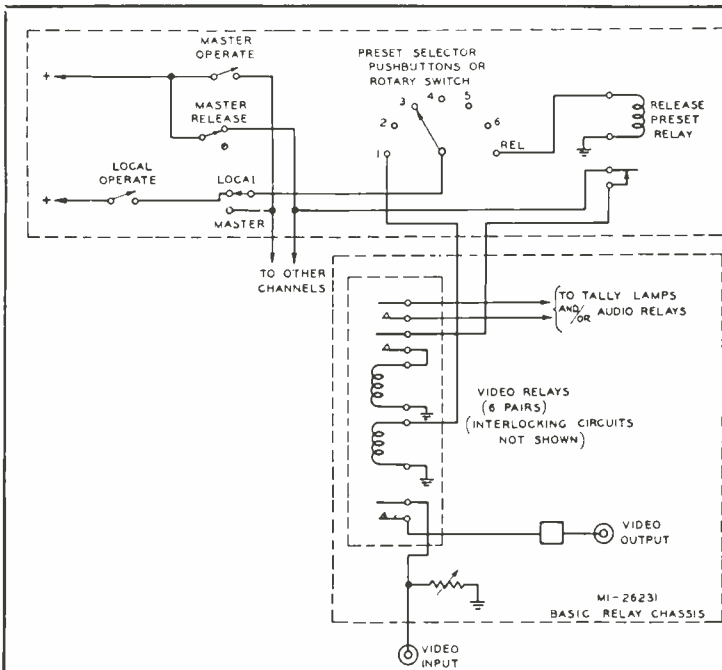 MASTER
OPERATE
PRESET SELECTOR
PUSHBUTTONS OR
ROTARY SWITCH
+
MASTER
RELEASE
1
2
3
4
5
6
REL
RELEASE
PRESET
RELAY
LOCAL
OPERATE
LOCAL
+
MASTER
TO OTHER
CHANNELS
TO TALLY LAMPS
AND/OR AUDIO RELAYS
VIDEO RELAYS
(6 PAIRS)
(INTERLOCKING CIRCUITS
NOT SHOWN)
VIDEO
OUTPUT
MI-26231
BASIC RELAY CHASSIS
VIDEO
INPUT